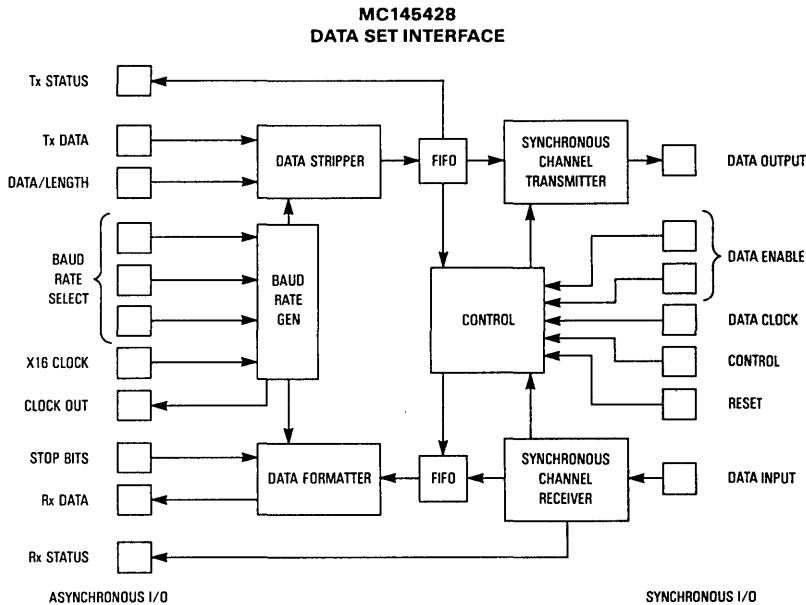 MC145428
DATA SET INTERFACE
Tx STATUS
Tx DATA
DATA/LENGTH
BAUD
RATE
SELECT
X16 CLOCK
CLOCK OUT
STOP BITS
Rx DATA
Rx STATUS
DATA STRIPPER
FIFO
SYNCHRONOUS
CHANNEL
TRANSMITTER
BAUD
RATE
GEN
CONTROL
DATA FORMATTER
FIFO
SYNCHRONOUS
CHANNEL
RECEIVER
DATA OUTPUT
DATA ENABLE
DATA CLOCK
CONTROL
RESET
DATA INPUT
ASYNCHRONOUS I/O
SYNCHRONOUS I/O